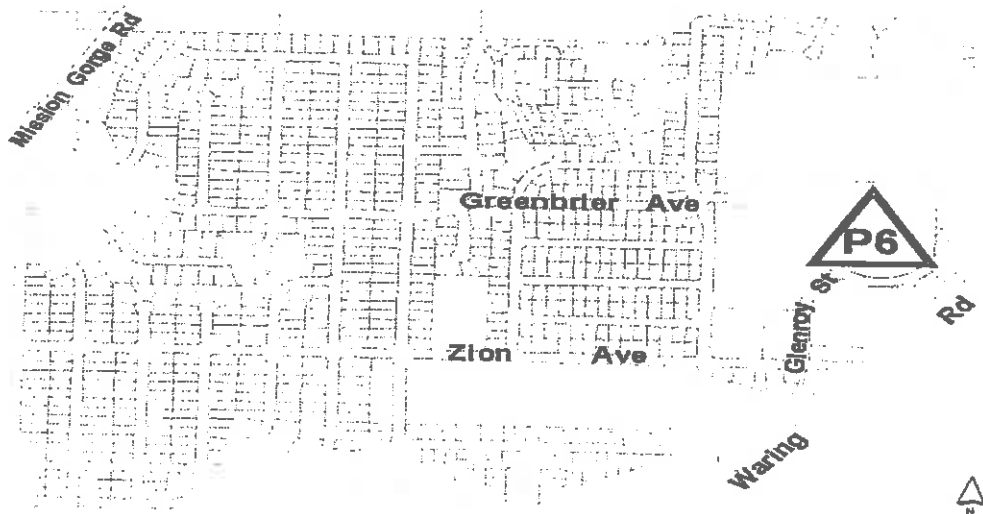 Mission Gorge Rd
Greenbrier Ave
P6
Glenroy St
Rd
Zion Ave
Waring
N